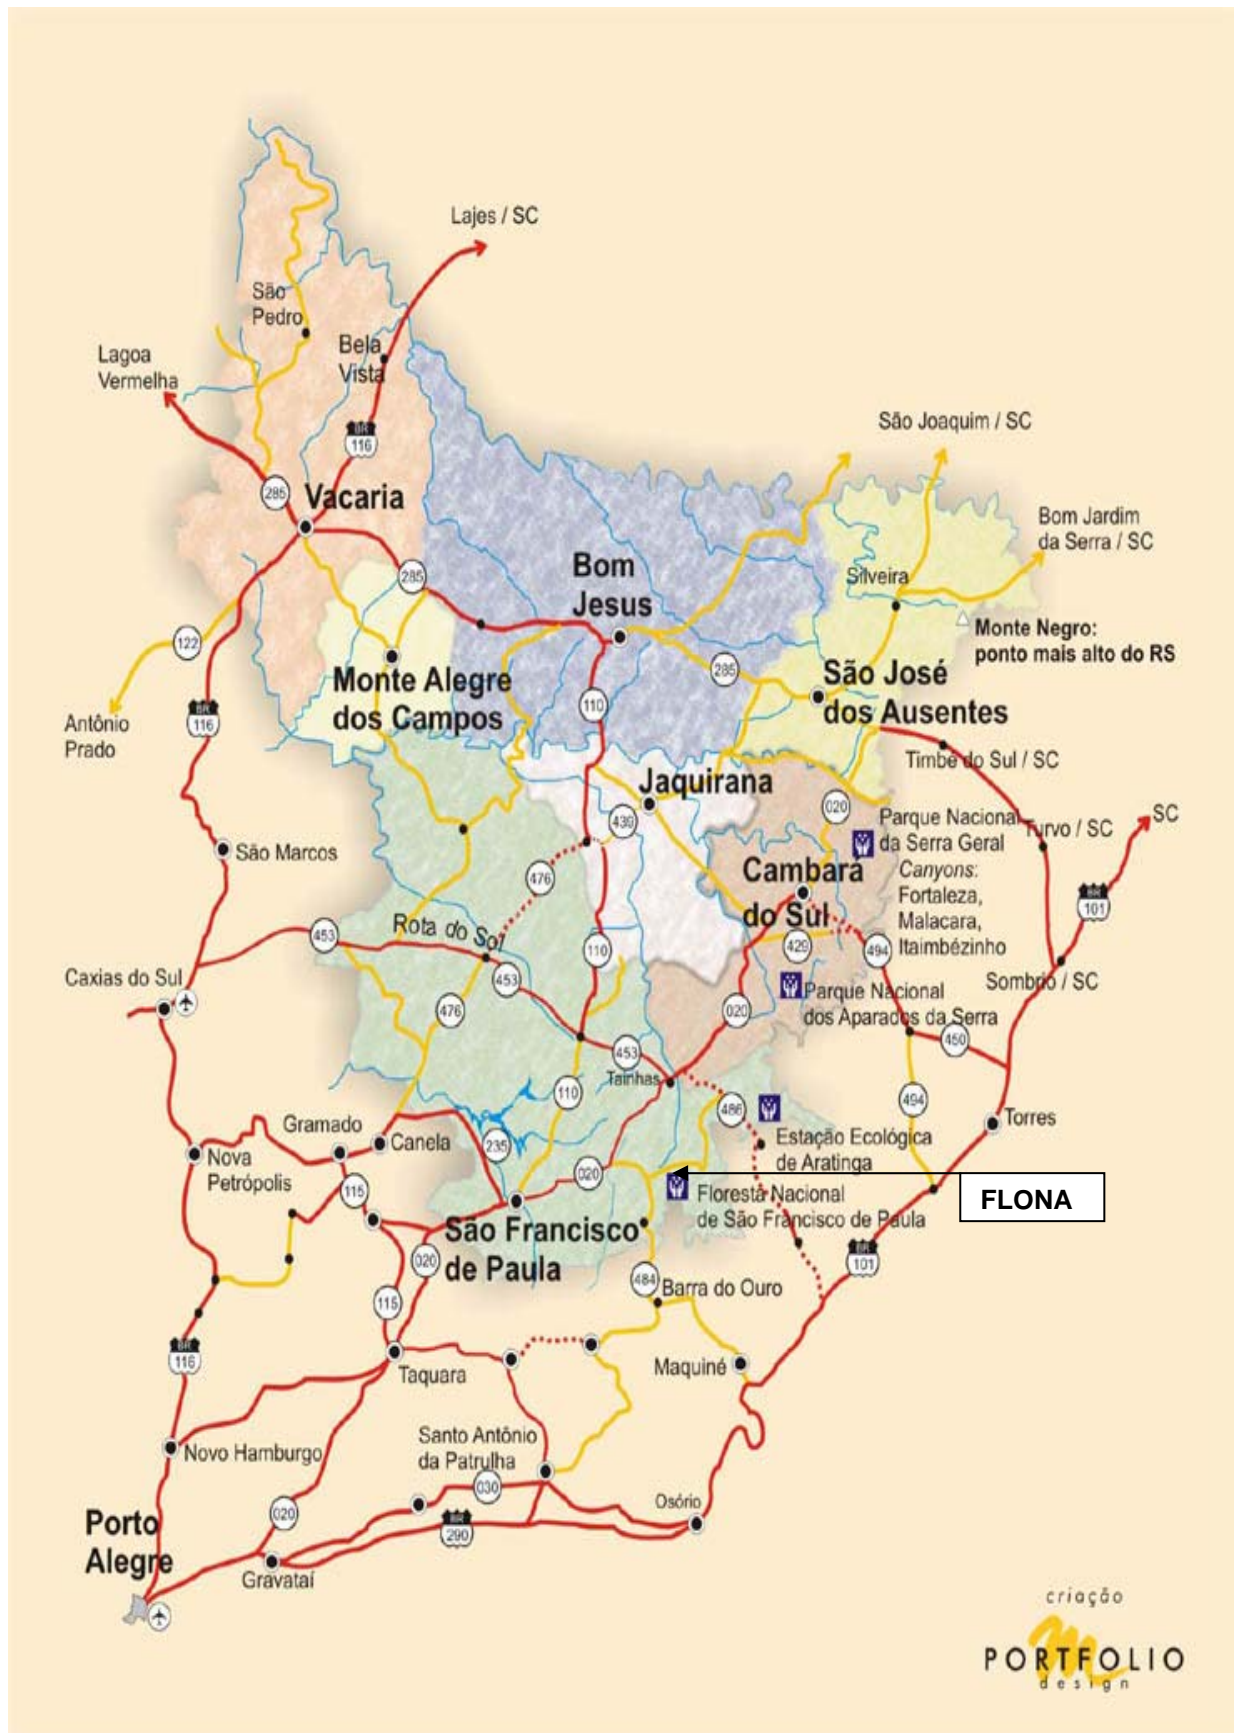 Lajes / SC
São
Pedro
Bela
Vista
Lagoa
Vermelha
BR
116
São Joaquim / SC
285
Vacaria
Bom Jardim
da Serra / SC
Bom
Jesus
285
Silveira
122
Monte Negro:
ponto mais alto do RS
Monte Alegre
dos Campos
285
São José
dos Ausentes
110
BR
116
Antônio
Prado
Timbé do Sul / SC
Jaquirana
020
439
Parque Nacional
da Serra Geral
Turvo / SC
SC
São Marcos
Canyons:
Fortaleza,
Malacara,
Itaimbézinho
Cambará
do Sul
476
BR
101
453
Rota do Sol
110
429
494
Caxias do Sul
453
Sombrio / SC
Parque Nacional
dos Aparados da Serra
476
020
450
453
Tainhas
110
486
494
Gramado
Canela
235
Estação Ecológica
de Aratinga
Torres
Nova
Petrópolis
115
020
Floresta Nacional
de São Francisco de Paula
FLONA
São Francisco
de Paula
020
BR
101
484
Barra do Ouro
115
BR
116
Taquara
Maquiné
Novo Hamburgo
Santo Antônio
da Patrulha
030
020
Osório
BR
290
Porto
Alegre
Gravataí
criação
PORTFOLIO
design